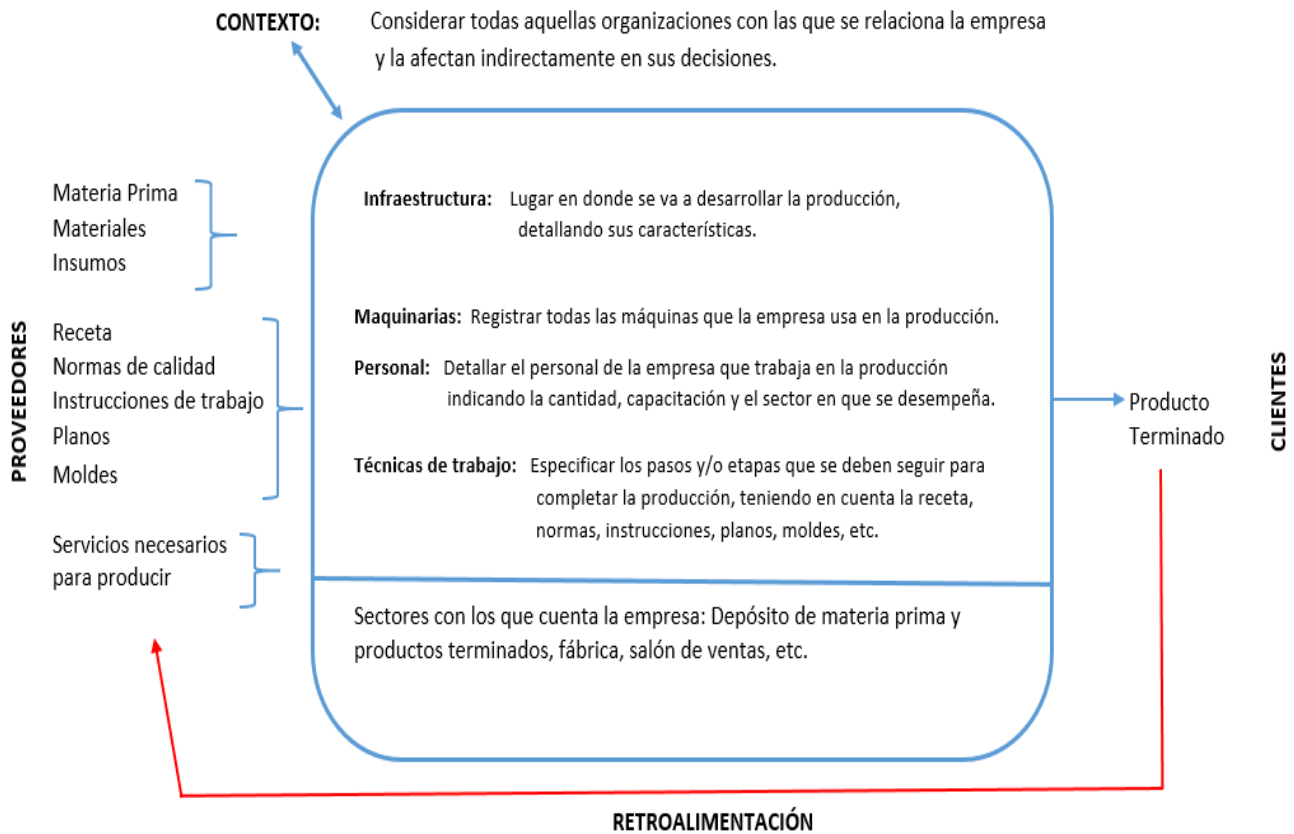 CONTEXTO: Considerar todas aquellas organizaciones con las que se relaciona la empresa
y la afectan indirectamente en sus decisiones.
PROVEEDORES
Materia Prima
Materiales
Insumos
Receta
Normas de calidad
Instrucciones de trabajo
Planos
Moldes
Servicios necesarios
para producir
Infraestructura: Lugar en donde se va a desarrollar la producción,
detallando sus características.
Maquinarias: Registrar todas las máquinas que la empresa usa en la producción.
Personal: Detallar el personal de la empresa que trabaja en la producción
indicando la cantidad, capacitación y el sector en que se desempeña.
Técnicas de trabajo: Especificar los pasos y/o etapas que se deben seguir para
completar la producción, teniendo en cuenta la receta,
normas, instrucciones, planos, moldes, etc.
Sectores con los que cuenta la empresa: Depósito de materia prima y
productos terminados, fábrica, salón de ventas, etc.
Producto
Terminado
CLIENTES
RETROALIMENTACIÓN